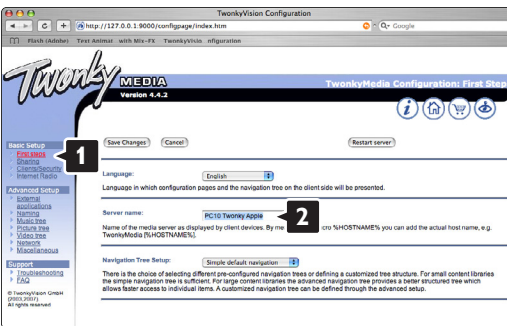 TwonkyVision Configuration
http://127.0.0.1:9000/configpage/index.htm
Google
Flash (Adobe) Text Animat with Mix-FX TwonkyVisin nfiguration
Twonky
MEDIA
Version 4.4.2
TwonkyMedia Configuration: First Step
Save Changes Cancel Restart server
Basic Setup
First steps
Sharing
Clients/Security
Internet Radio
Advanced Setup
External
applications
Naming
Music tree
Picture tree
Video tree
Network
Miscellaneous
Support
Troubleshooting
FAQ
© TwonkyVision GmbH
(2003,2007).
All rights reserved
1
Language: English
Language in which configuration pages and the navigation tree on the client side will be presented.
Server name: PC10 Twonky Apple
2
Name of the media server as displayed by client devices. By me cro %HOSTNAME% you can add the actual host name, e.g.
TwonkyMedia [%HOSTNAME%].
Navigation Tree Setup: Simple default navigation
There is the choice of selecting different pre-configured navigation trees or defining a customized tree structure. For small content libraries
the simple navigation tree is sufficient. For large content libraries the advanced navigation tree provides a better structured tree which
allows faster access to individual items. A customized navigation tree can be defined through the advanced setup.